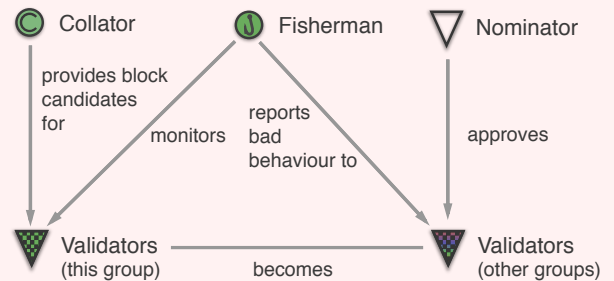 Collator
Fisherman
Nominator
provides block
candidates
for
monitors
reports
bad
behaviour to
approves
Validators
(this group)
becomes
Validators
(other groups)